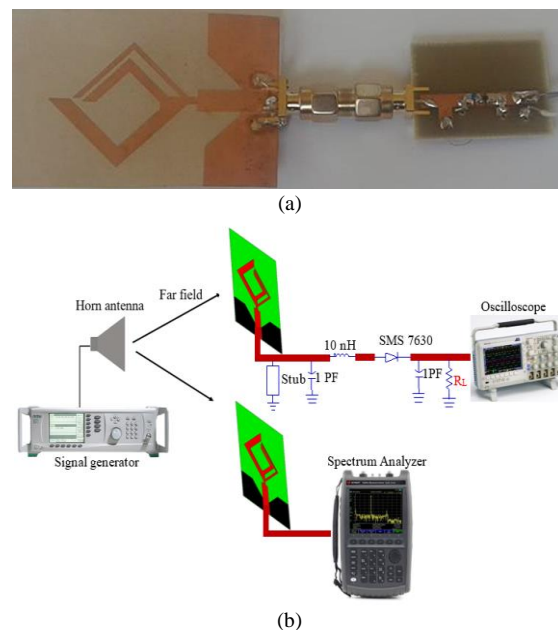 (a)
Horn antenna
Far field
Signal generator
10 nH
SMS 7630
Oscilloscope
Stub
1 PF
1PF
RL
Spectrum Analyzer
(b)